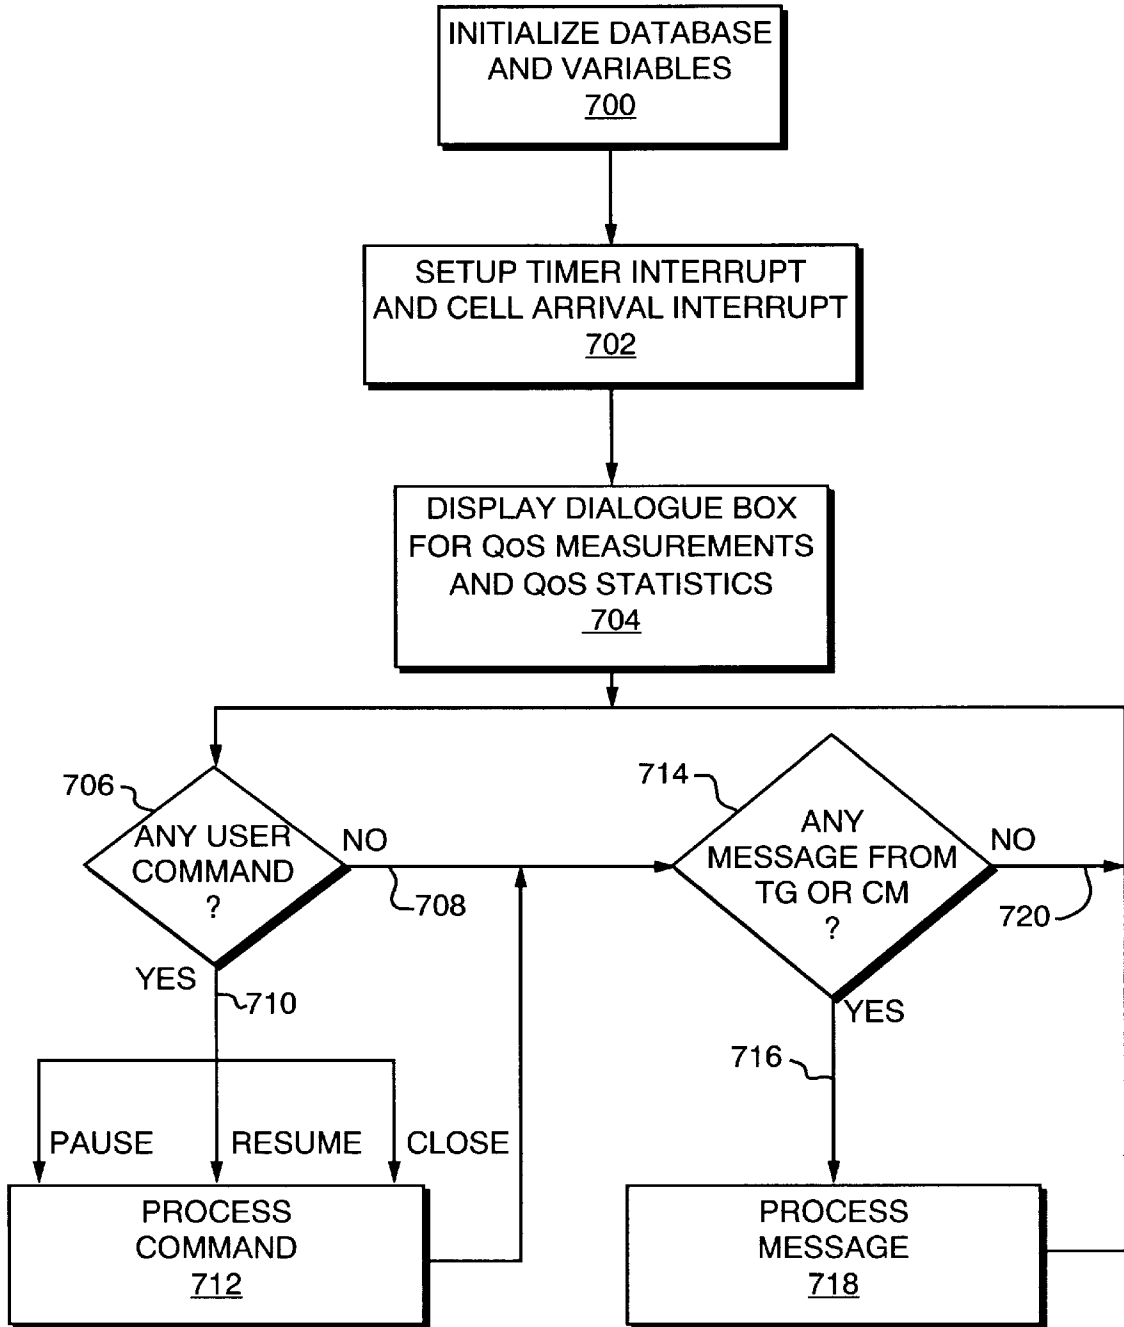 INITIALIZE DATABASE
AND VARIABLES
700
SETUP TIMER INTERRUPT
AND CELL ARRIVAL INTERRUPT
702
DISPLAY DIALOGUE BOX
FOR QoS MEASUREMENTS
AND QoS STATISTICS
704
706
ANY USER
COMMAND
?
NO
708
YES
710
714
ANY
MESSAGE FROM
TG OR CM
?
NO
720
YES
716
PAUSE
RESUME
CLOSE
PROCESS
COMMAND
712
PROCESS
MESSAGE
718